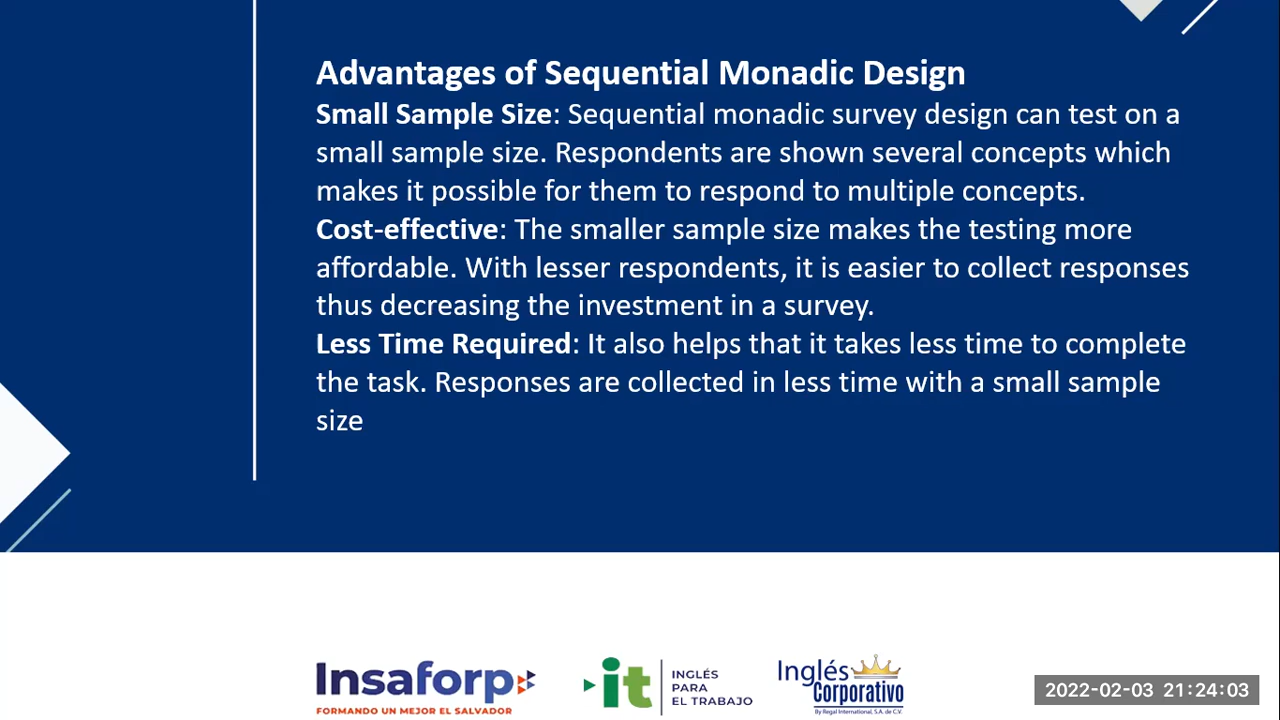 Advantages of Sequential Monadic Design
Small Sample Size: Sequential monadic survey design can test on a
small sample size. Respondents are shown several concepts which
makes it possible for them to respond to multiple concepts.
Cost-effective: The smaller sample size makes the testing more
affordable. With lesser respondents, it is easier to collect responses
thus decreasing the investment in a survey.
Less Time Required: It also helps that it takes less time to complete
the task. Responses are collected in less time with a small sample
size
Insaforp
FORMANDO UN MEJOR EL SALVADOR
it
INGLÉS
PARA
EL TRABAJO
Inglés
Corporativo
By Regal International, S.A. de C.V.
2022-02-03 21:24:03